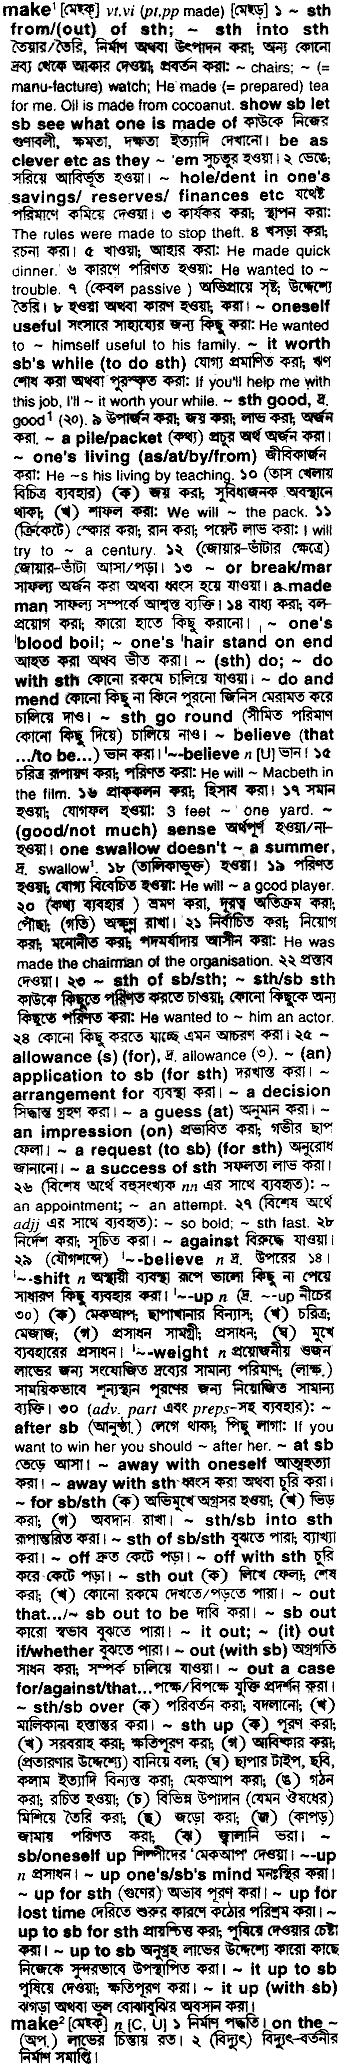 make¹ [মেইক্] vt.vi (pt,pp made) [মেইড্] ১ ~ sth
from/(out) of sth; ~ sth into sth
তৈয়ার/তৈরি, নির্মাণ অথবা উৎপাদন করা; অন্য কোনো
দ্রব্য থেকে আকার দেওয়া; প্রবর্তন করা: ~ chairs; ~ (=
manu-facture) watch; He made (= prepared) tea
for me. Oil is made from cocoanut. show sb let
sb see what one is made of কাউকে নিজের
গুণাবলী, ক্ষমতা, দক্ষতা ইত্যাদি দেখানো। be as
clever etc as they ~ 'em সুচতুর হওয়া। ২ ভেঙে,
সরিয়ে আবির্ভূত হওয়া। ~ hole/dent in one's
savings/ reserves/ finances etc যথেষ্ট
পরিমাণে কমিয়ে দেওয়া। ৩ কার্যকর করা; স্থাপন করা:
The rules were made to stop theft. ৪ খসড়া করা;
রচনা করা। ৫ খাওয়া; আহার করা: He made quick
dinner. ৬ কারণে পরিণত হওয়া: He wanted to ~
trouble. ৭ (কেবল passive ) অভিপ্রায়ে সৃষ্ট; উদ্দেশ্যে
তৈরি। ৮ হওয়া অথবা কারণ হওয়া; করা। ~ oneself
useful সংসারে সাহায্যের জন্য কিছু করা: He wanted
to ~ himself useful to his family. ~ it worth
sb's while (to do sth) যোগ্য প্রমাণিত করা; ঋণ
শোধ করা অথবা পুরস্কৃত করা: If you'll help me with
this job, I'll ~ it worth your while. ~ sth good, দ্র.
good¹ (২০). ৯ উপার্জন করা; জয় করা; লাভ করা; অর্জন
করা. ~ a pile/packet (কথ্য) প্রচুর অর্থ অর্জন করা।
~ one's living (as/at/by/from) জীবিকার্জন
করা: He ~s his living by teaching. ১০ (তাস খেলায়
বিচিত্র ব্যবহার) (ক) জয় করা; সুবিধাজনক অবস্থানে
থাকা; (খ) শাফল করা: We will ~ the pack. ১১
(ক্রিকেটে) স্কোর করা; রান করা; পয়েন্ট লাভ করা: I will
try to ~ a century. ১২ (জোয়ার-ভাঁটার ক্ষেত্রে)
জোয়ার-ভাঁটা আসা/পড়া। ১৩ ~ or break/mar
সাফল্য অর্জন করা অথবা ধ্বংস হয়ে যাওয়া। a made
man সাফল্য সম্পর্কে আশ্বস্ত ব্যক্তি। ১৪ বাধ্য করা; বল-
প্রয়োগ করা; কারো হাতে কিছু করানো। ~ one's
ˈblood boil; ~ one's ˈhair stand on end
আহত করা অথব ভীত করা। ~ (sth) do; ~ do
with sth কোনো রকমে চালিয়ে যাওয়া। ~ do and
mend কোনো কিছু না কিনে পুরনো জিনিস মেরামত করে
চালিয়ে দাও। ~ sth go round (সীমিত পরিমাণ
কোনো কিছু দিয়ে) চালিয়ে নাও। ~ believe (that
.../to be...) ভান করা। ˈ~-believe n [U] ভান। ১৫
চরিত্র রূপায়ণ করা; পরিণত করা: He will ~ Macbeth in
the film. ১৬ প্রাক্কলন করা; হিসাব করা। ১৭ সমান
হওয়া; যোগফল হওয়া: 3 feet ~ one yard. ~
(good/not much) sense অর্থপূর্ণ হওয়া/না-
হওয়া। one swallow doesn't ~ a summer,
দ্র. swallow¹. ১৮ (তালিকাভুক্ত) হওয়া। ১৯ পরিণত
হওয়া, যোগ্য বিবেচিত হওয়া: He will ~ a good player.
২০ (কথ্য ব্যবহার) ভ্রমণ করা, দূরত্ব অতিক্রম করা;
পৌঁছা; (গতি) অক্ষুণ্ণ রাখা। ২১ নির্বাচিত করা; নিয়োগ
করা; মনোনীত করা; পদমর্যাদায় আসীন করা: He was
made the chairman of the organisation. ২২ প্রস্তাব
দেওয়া। ২৩ ~ sth of sb/sth; ~ sth/sb sth
কাউকে কিছুতে পরিণত করতে চাওয়া; কোনো কিছুকে অন্য
কিছুতে পরিণত করা: He wanted to ~ him an actor.
২৪ কোনো কিছু করতে যাচ্ছে এমন আচরণ করা। ২৫ ~
allowance (s) (for), দ্র. allowance (৩). ~ (an)
application to sb (for sth) দরখাস্ত করা। ~
arrangement for ব্যবস্থা করা। ~ a decision
সিদ্ধান্ত গ্রহণ করা। ~ a guess (at) অনুমান করা। ~
an impression (on) প্রভাবিত করা; গভীর ছাপ
ফেলা। ~ a request (to sb) (for sth) অনুরোধ
জানানো। ~ a success of sth সফলতা লাভ করা।
২৬ (বিশেষ অর্থে বহুসংখ্যক nn এর সাথে ব্যবহৃত): ~
an appointment; ~ an attempt. ২৭ (বিশেষ অর্থে
adjj এর সাথে ব্যবহৃত): ~ so bold; ~ sth fast. ২৮
নির্দেশ করা; সূচিত করা। ~ against বিরুদ্ধে যাওয়া।
২৯ (যৌগশব্দে) ˈ~-believe n দ্র. উপরের ১৪।
ˈ~-shift n অস্থায়ী ব্যবস্থা রূপে ভালো কিছু না পেয়ে
সাধারণ কিছু ব্যবহার করা। ˈ~-up n (দ্র. ~-up নীচের
৩০) (ক) মেকআপ; ছাপাখানার বিন্যাস; (খ) চরিত্র;
মেজাজ; (গ) প্রসাধন সামগ্রী; প্রসাধন; (ঘ) মুখে
ব্যবহারের প্রসাধন। ˈ~-weight n প্রয়োজনীয় ওজন
লাভের জন্য সংযোজিত দ্রব্যের সামান্য পরিমাণ; (লাক্ষ.)
সাময়িকভাবে শূন্যস্থান পূরণের জন্য নিয়োজিত সামান্য
ব্যক্তি। ৩০ (adv. part এবং preps-সহ ব্যবহার): ~
after sb (আনুষ্ঠা.) লেগে থাকা; পিছু লাগা: If you
want to win her you should ~ after her. ~ at sb
তেড়ে আসা। ~ away with oneself আত্মহত্যা
করা। ~ away with sth ধ্বংস করা অথবা চুরি করা।
~ for sb/sth (ক) অভিমুখে অগ্রসর হওয়া; (খ) ভিড়
করা; (গ) অবদান রাখা। ~ sth/sb into sth
রূপান্তরিত করা। ~ sth of sb/sth বুঝতে পারা; ব্যাখ্যা
করা। ~ off দ্রুত কেটে পড়া। ~ off with sth চুরি
করে কেটে পড়া। ~ sth out (ক) লিখে ফেলা; শেষ
করা; (খ) কোনো রকমে দেখতে/পড়তে পারা। ~ out
that.../~ sb out to be দাবি করা। ~ sb out
কারো স্বভাব বুঝতে পারা। ~ it out; ~ (it) out
if/whether বুঝতে পারা। ~ out (with sb) অগ্রগতি
সাধন করা; সম্পর্ক চালিয়ে যাওয়া। ~ out a case
for/against/that...পক্ষে/বিপক্ষে যুক্তি প্রদর্শন করা।
~ sth/sb over (ক) পরিবর্তন করা; বদলানো; (খ)
মালিকানা হস্তান্তর করা। ~ sth up (ক) পূরণ করা;
(খ) সরবরাহ করা; ক্ষতিপূরণ করা; (গ) আবিষ্কার করা;
(প্রতারণার উদ্দেশ্যে) বানিয়ে বলা; (ঘ) ছাপার টাইপ, ছবি,
কলাম ইত্যাদি বিন্যস্ত করা; মেকআপ করা; (ঙ) গঠন
করা; রচিত হওয়া; (চ) বিভিন্ন উপাদান (যেমন ঔষধের)
মিশিয়ে তৈরি করা; (ছ) জড়ো করা; (জ) (কাপড়)
জামায় পরিণত করা; (ঝ) জ্বালানি ভরা। ~
sb/oneself up শিল্পীদের 'মেকআপ' দেওয়া। ~-up
n প্রসাধন। ~ up one's/sb's mind মনঃস্থির করা।
~ up for sth (গুণের) অভাব পূরণ করা। ~ up for
lost time দেরিতে শুরুর কারণে কঠোর পরিশ্রম করা। ~
up to sb for sth প্রায়শ্চিত্ত করা; পুষিয়ে দেওয়ার চেষ্টা
করা। ~ up to sb অনুগ্রহ লাভের উদ্দেশ্যে কারো কাছে
নিজেকে সুন্দরভাবে উপস্থাপিত করা। ~ it up to sb
পুষিয়ে দেওয়া; ক্ষতিপূরণ করা। ~ it up (with sb)
ঝগড়া অথবা ভুল বোঝাবুঝির অবসান করা।
make² [মেইক্] n [C, U] ১ নির্মাণ পদ্ধতি। on the ~
(অপ.) লাভের চিন্তায় রত। ২ (বিদ্যুৎ) বিদ্যুৎ-বর্তনীর
নির্মাণ সমাপ্তি।